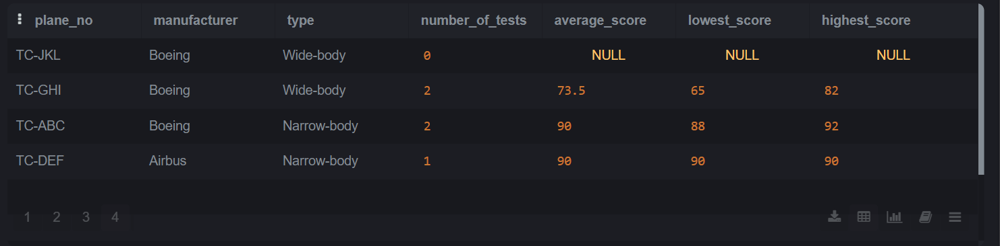 plane_no manufacturer type number_of_tests average_score lowest_score highest_score
TC-JKL Boeing Wide-body 0 NULL NULL NULL
TC-GHI Boeing Wide-body 2 73.5 65 82
TC-ABC Boeing Narrow-body 2 90 88 92
TC-DEF Airbus Narrow-body 1 90 90 90
1 2 3 4